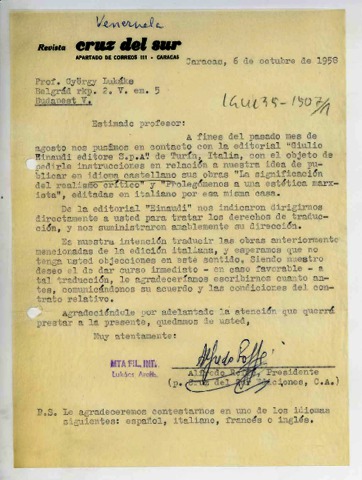 Venezuela
Revista cruz del sur
APARTADO DE CORREOS 111 - CARACAS
Caracas, 6 de octubre de 1958
Prof. György Lukács
Belgrád rkp. 2. V. em. 5
Budapest V.
Estimado profesor:
A fines del pasado mes de
agosto nos pusimos en contacto con la editorial "Giulio
Einaudi editore S.p.A" de Turín, Italia, con el objeto de
pedirle instrucciones en relación a nuestra idea de pu-
blicar en idioma castellano sus obras "La significación
del realismo crítico" y "Prolegómenos a una estética marx-
ista", editadas en italiano por esa misma casa.
De la editorial "Einaudi" nos indicaron dirigirnos
directamente a usted para tratar los derechos de traduc-
ción, y nos suministraron amablemente su dirección.
Es nuestra intención traducir las obras anteriormente
mencionadas de la edición italiana, y esperamos que no
tenga usted objecciones en este sentido. Siendo nuestro
deseo el de dar curso inmediato - en caso favorable - a
tal traducción, le agradeceríamos escribirnos cuanto an-
tes, comunicándonos su acuerdo y las condiciones del con-
trato relativo.
Agradeciéndole por adelantado la atención que querrá
prestar a la presente, quedamos de usted,
Muy atentamente:
MTA FIL. INT.
Lukács Arch.
Alfredo
Alfredo Presidente
(p. Cruz del Sur C.A.)
P.S. Le agradeceremos contestarnos en uno de los idiomas
siguientes: español, italiano, francés o inglés.